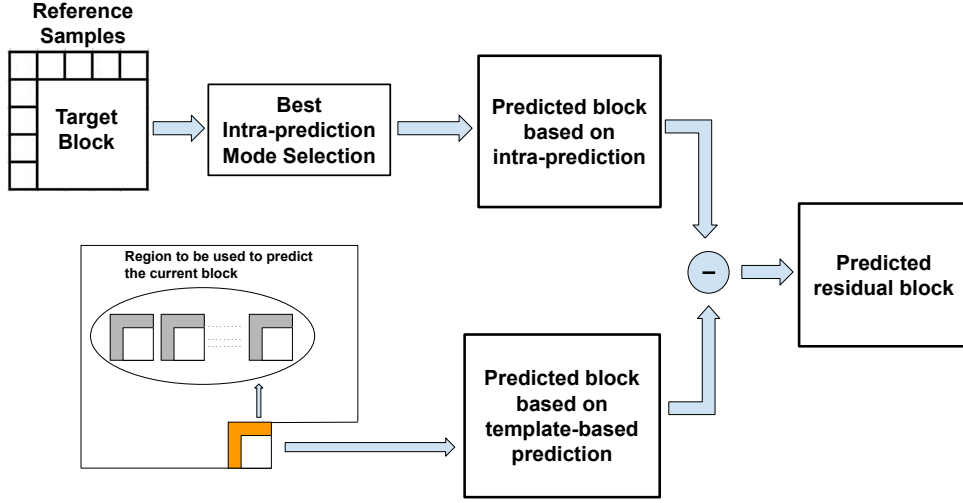 Reference
Samples
Target
Block
Best
Intra-prediction
Mode Selection
Predicted block
based on
intra-prediction
Region to be used to predict
the current block
−
Predicted
residual block
Predicted block
based on
template-based
prediction